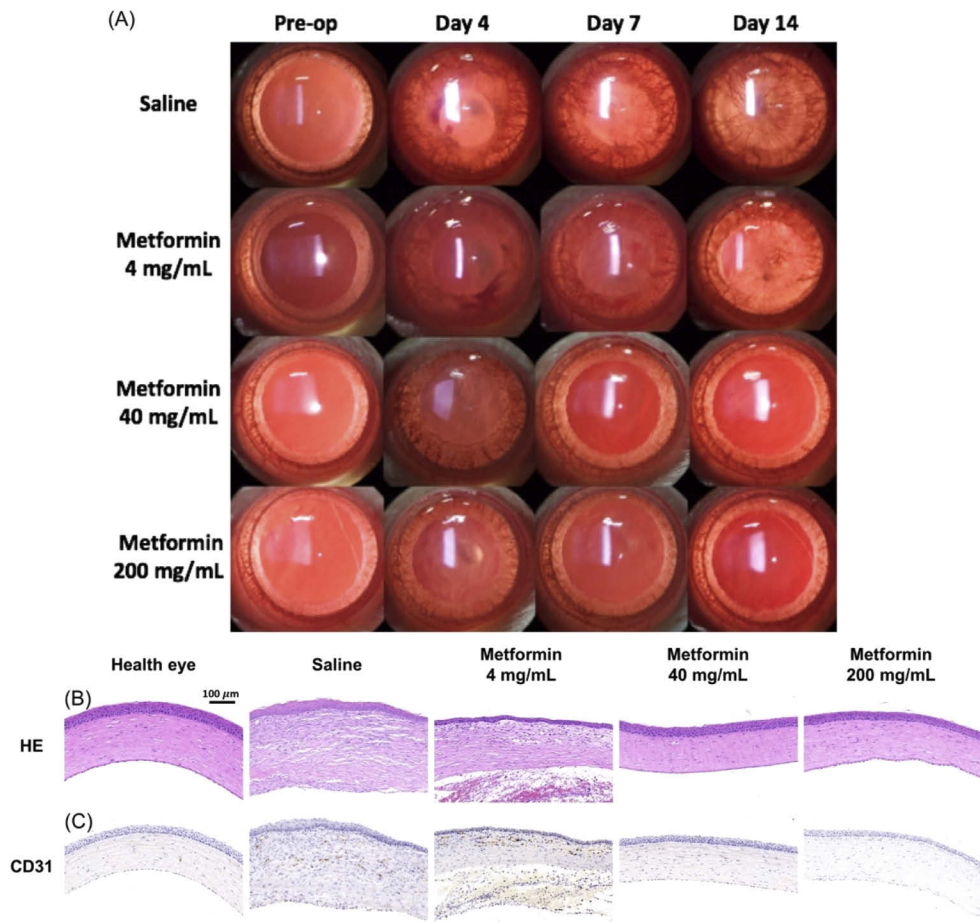 (A)
Pre-op Day 4 Day 7 Day 14
Saline
Metformin
4 mg/mL
Metformin
40 mg/mL
Metformin
200 mg/mL
Health eye Saline Metformin Metformin Metformin
4 mg/mL 40 mg/mL 200 mg/mL
(B)
100 μm
HE
(C)
CD31